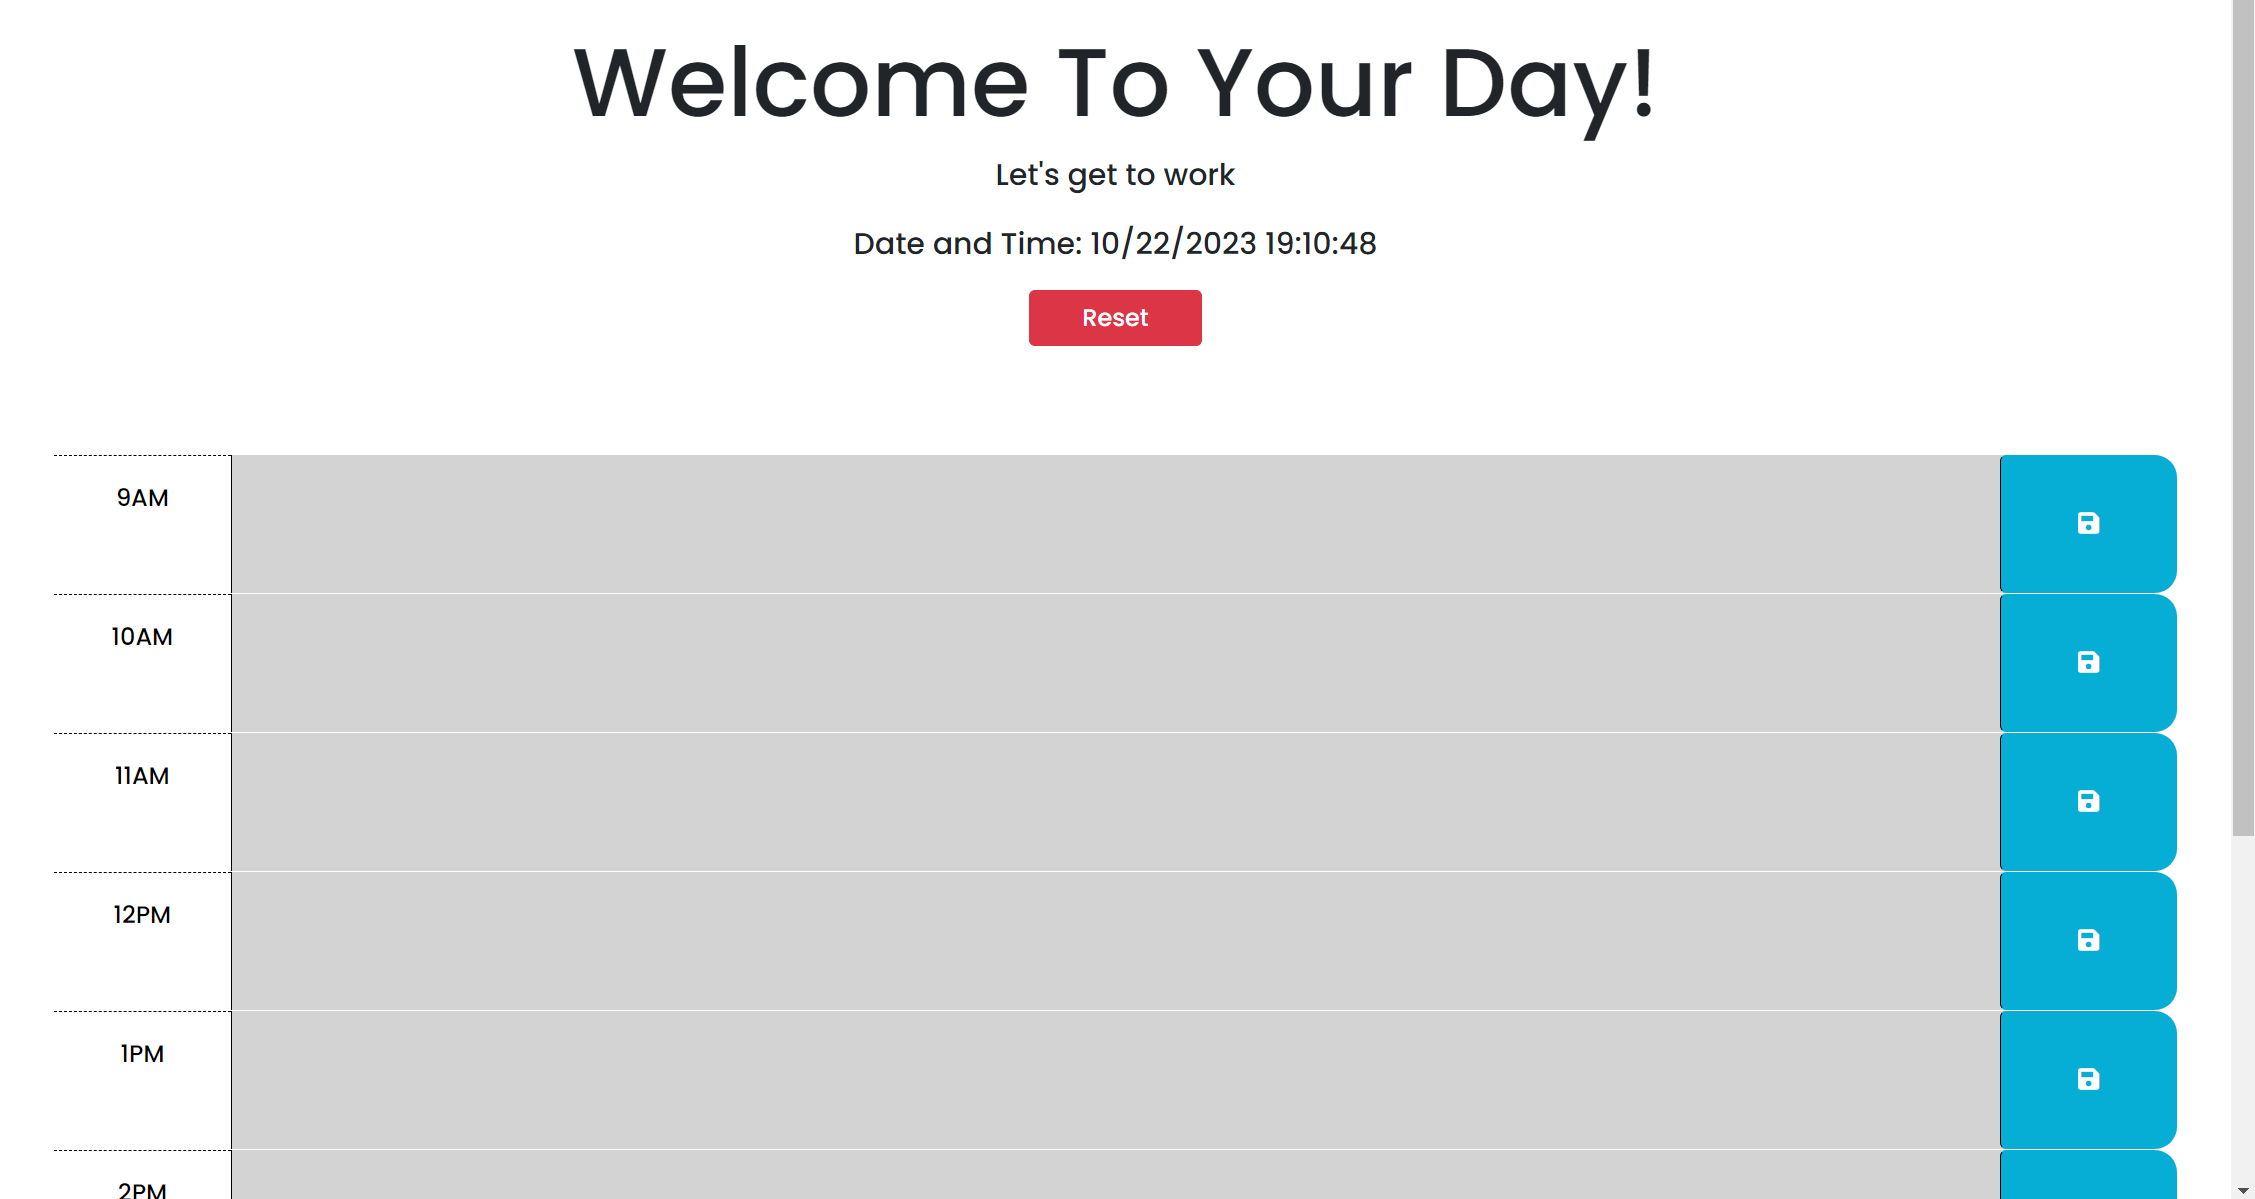 Welcome To Your Day!
Let's get to work
Date and Time: 10/22/2023 19:10:48
Reset
9AM
10AM
11AM
12PM
1PM
2PM